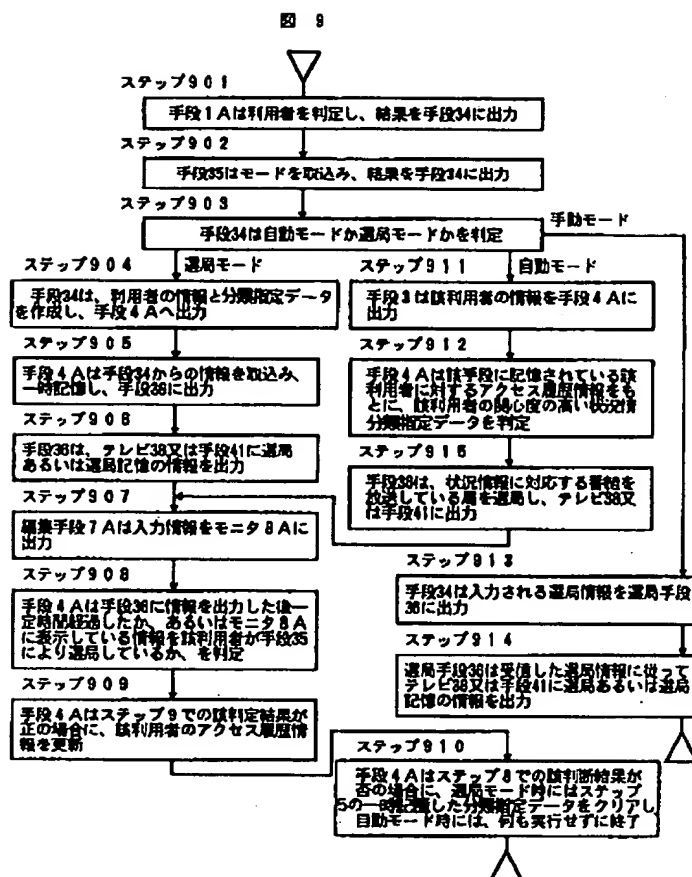 図 9
ステップ901
手段1Aは利用者を判定し、結果を手段34に出力
ステップ902
手段35はモードを取込み、結果を手段34に出力
ステップ903
手段34は自動モードか選局モードかを判定
手動モード
ステップ904
選局モード
手段34は、利用者の情報と分類指定データ
を作成し、手段4Aへ出力
ステップ905
手段4Aは手段34からの情報を取込み、
一時記憶し、手段36に出力
ステップ906
手段36は、テレビ38又は手段41に選局
あるいは選局記憶の情報を出力
ステップ907
編集手段7Aは入力情報をモニタ8Aに
出力
ステップ908
手段4Aは手段36に情報を出力した後一
定時間経過したか、あるいはモニタ8A
に表示している情報を該利用者が手段35
により選局しているか、を判定
ステップ909
手段4Aはステップ9での該判定結果が
正の場合に、該利用者のアクセス履歴情
報を更新
ステップ911
自動モード
手段3は該利用者の情報を手段4Aに
出力
ステップ912
手段4Aは該手段に記憶されている該
利用者に対するアクセス履歴情報をも
とに、該利用者の関心度の高い状況情
分類指定データを判定
ステップ915
手段36は、状況情報に対応する番組を
放送している局を選局し、テレビ38又
は手段41に出力
ステップ913
手段34は入力される選局情報を選局手段
36に出力
ステップ914
選局手段36は受信した選局情報に従って
テレビ38又は手段41に選局あるいは選局
記憶の情報を出力
ステップ910
手段4Aはステップ8での該判断結果が
否の場合に、選局モード時にはステップ
5の一時記憶した分類指定データをクリアし
自動モード時には、何も実行せずに終了